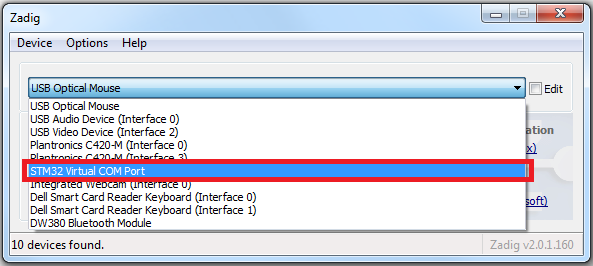 Zadig
Device Options Help
USB Optical Mouse
Edit
USB Optical Mouse
USB Audio Device (Interface 0)
USB Video Device (Interface 2)
Plantronics C420-M (Interface 0)
Plantronics C420-M (Interface 3)
STM32 Virtual COM Port
Integrated Webcam (Interface 0)
Dell Smart Card Reader Keyboard (Interface 0)
Dell Smart Card Reader Keyboard (Interface 1)
DW380 Bluetooth Module
ation
x)
soft)
10 devices found.
Zadig v2.0.1.160